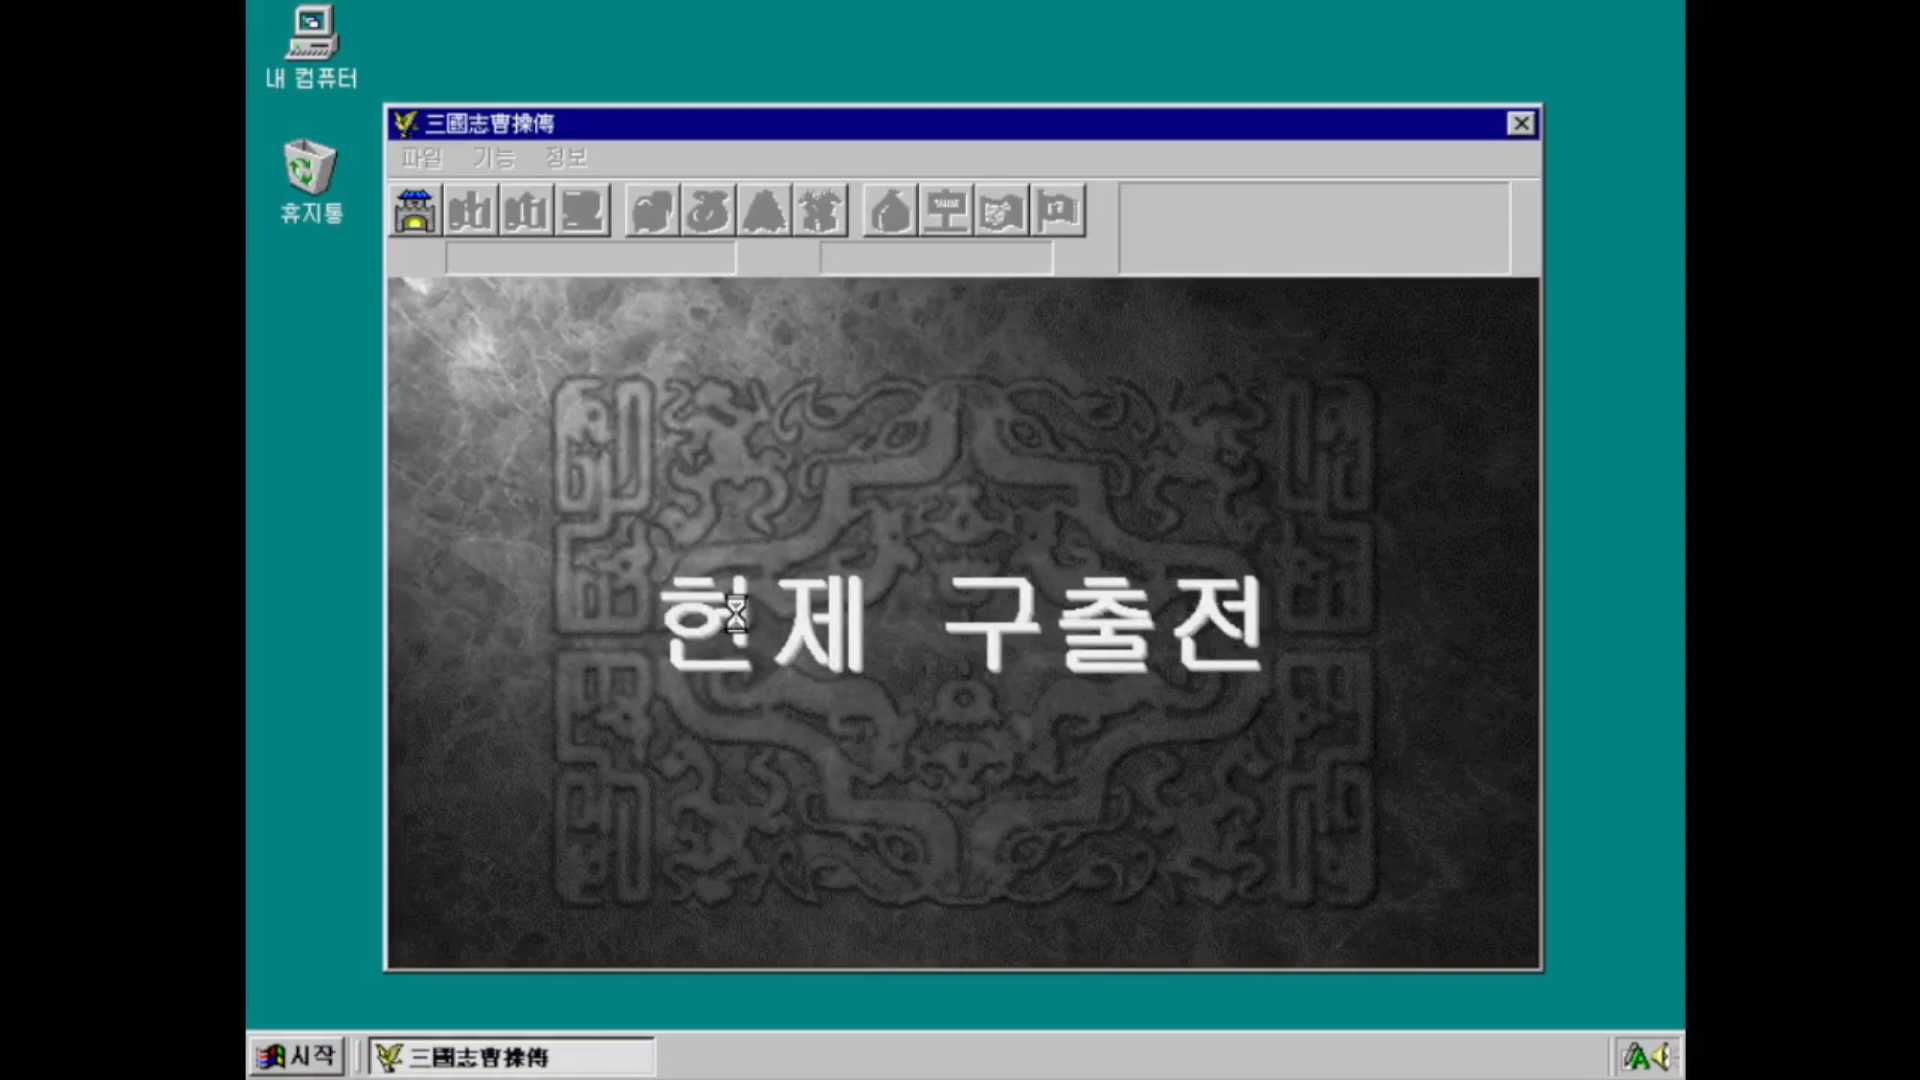 내 컴퓨터
휴지통
三國志曹操傳
파일 기능 정보
헌제 구출전
시작
三國志曹操傳